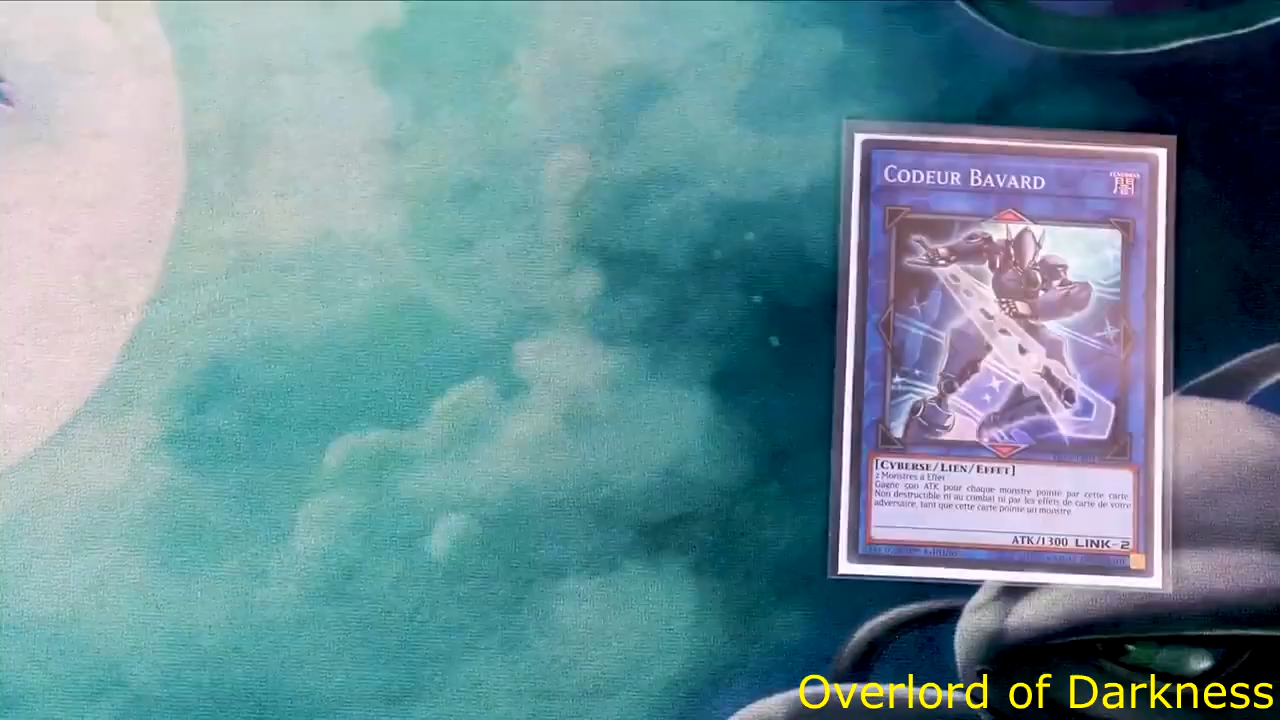 CODEUR BAVARD
闇
[CYBERSE/LIEN/EFFET]
2 Monstres à Effet
Gagne 500 ATK pour chaque monstre pointé par cette carte.
Non destructible ni au combat ni par les effets de carte de votre
adversaire, tant que cette carte pointe un monstre.
ATK/1300 LINK-2
Overlord of Darkness